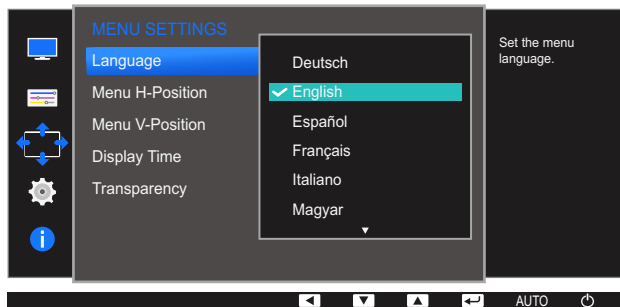 MENU SETTINGS
Language
Menu H-Position
Menu V-Position
Display Time
Transparency
Deutsch
English
Español
Français
Italiano
Magyar
Set the menu
language.
AUTO